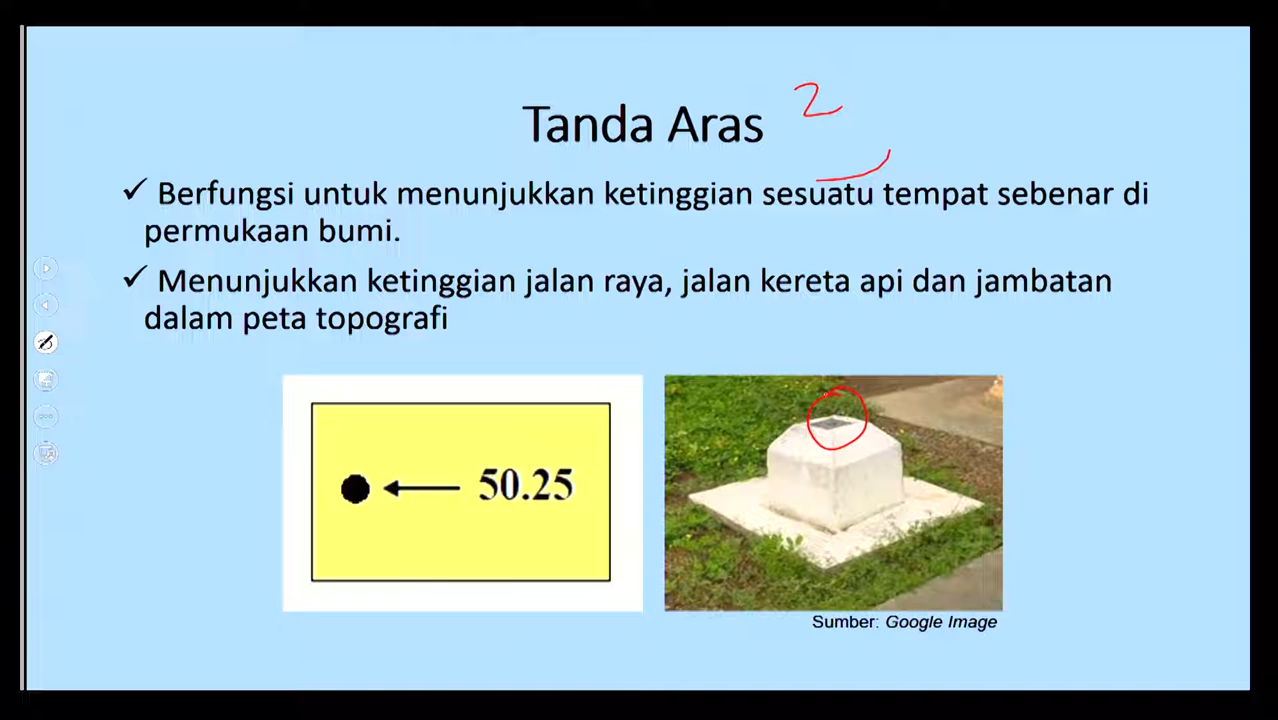 Tanda Aras 2
✓ Berfungsi untuk menunjukkan ketinggian sesuatu tempat sebenar di
permukaan bumi.
✓ Menunjukkan ketinggian jalan raya, jalan kereta api dan jambatan
dalam peta topografi
50.25
Sumber: Google Image